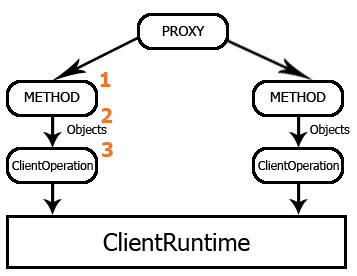 PROXY
METHOD 1
METHOD
2
Objects
Objects
3
ClientOperation
ClientOperation
ClientRuntime